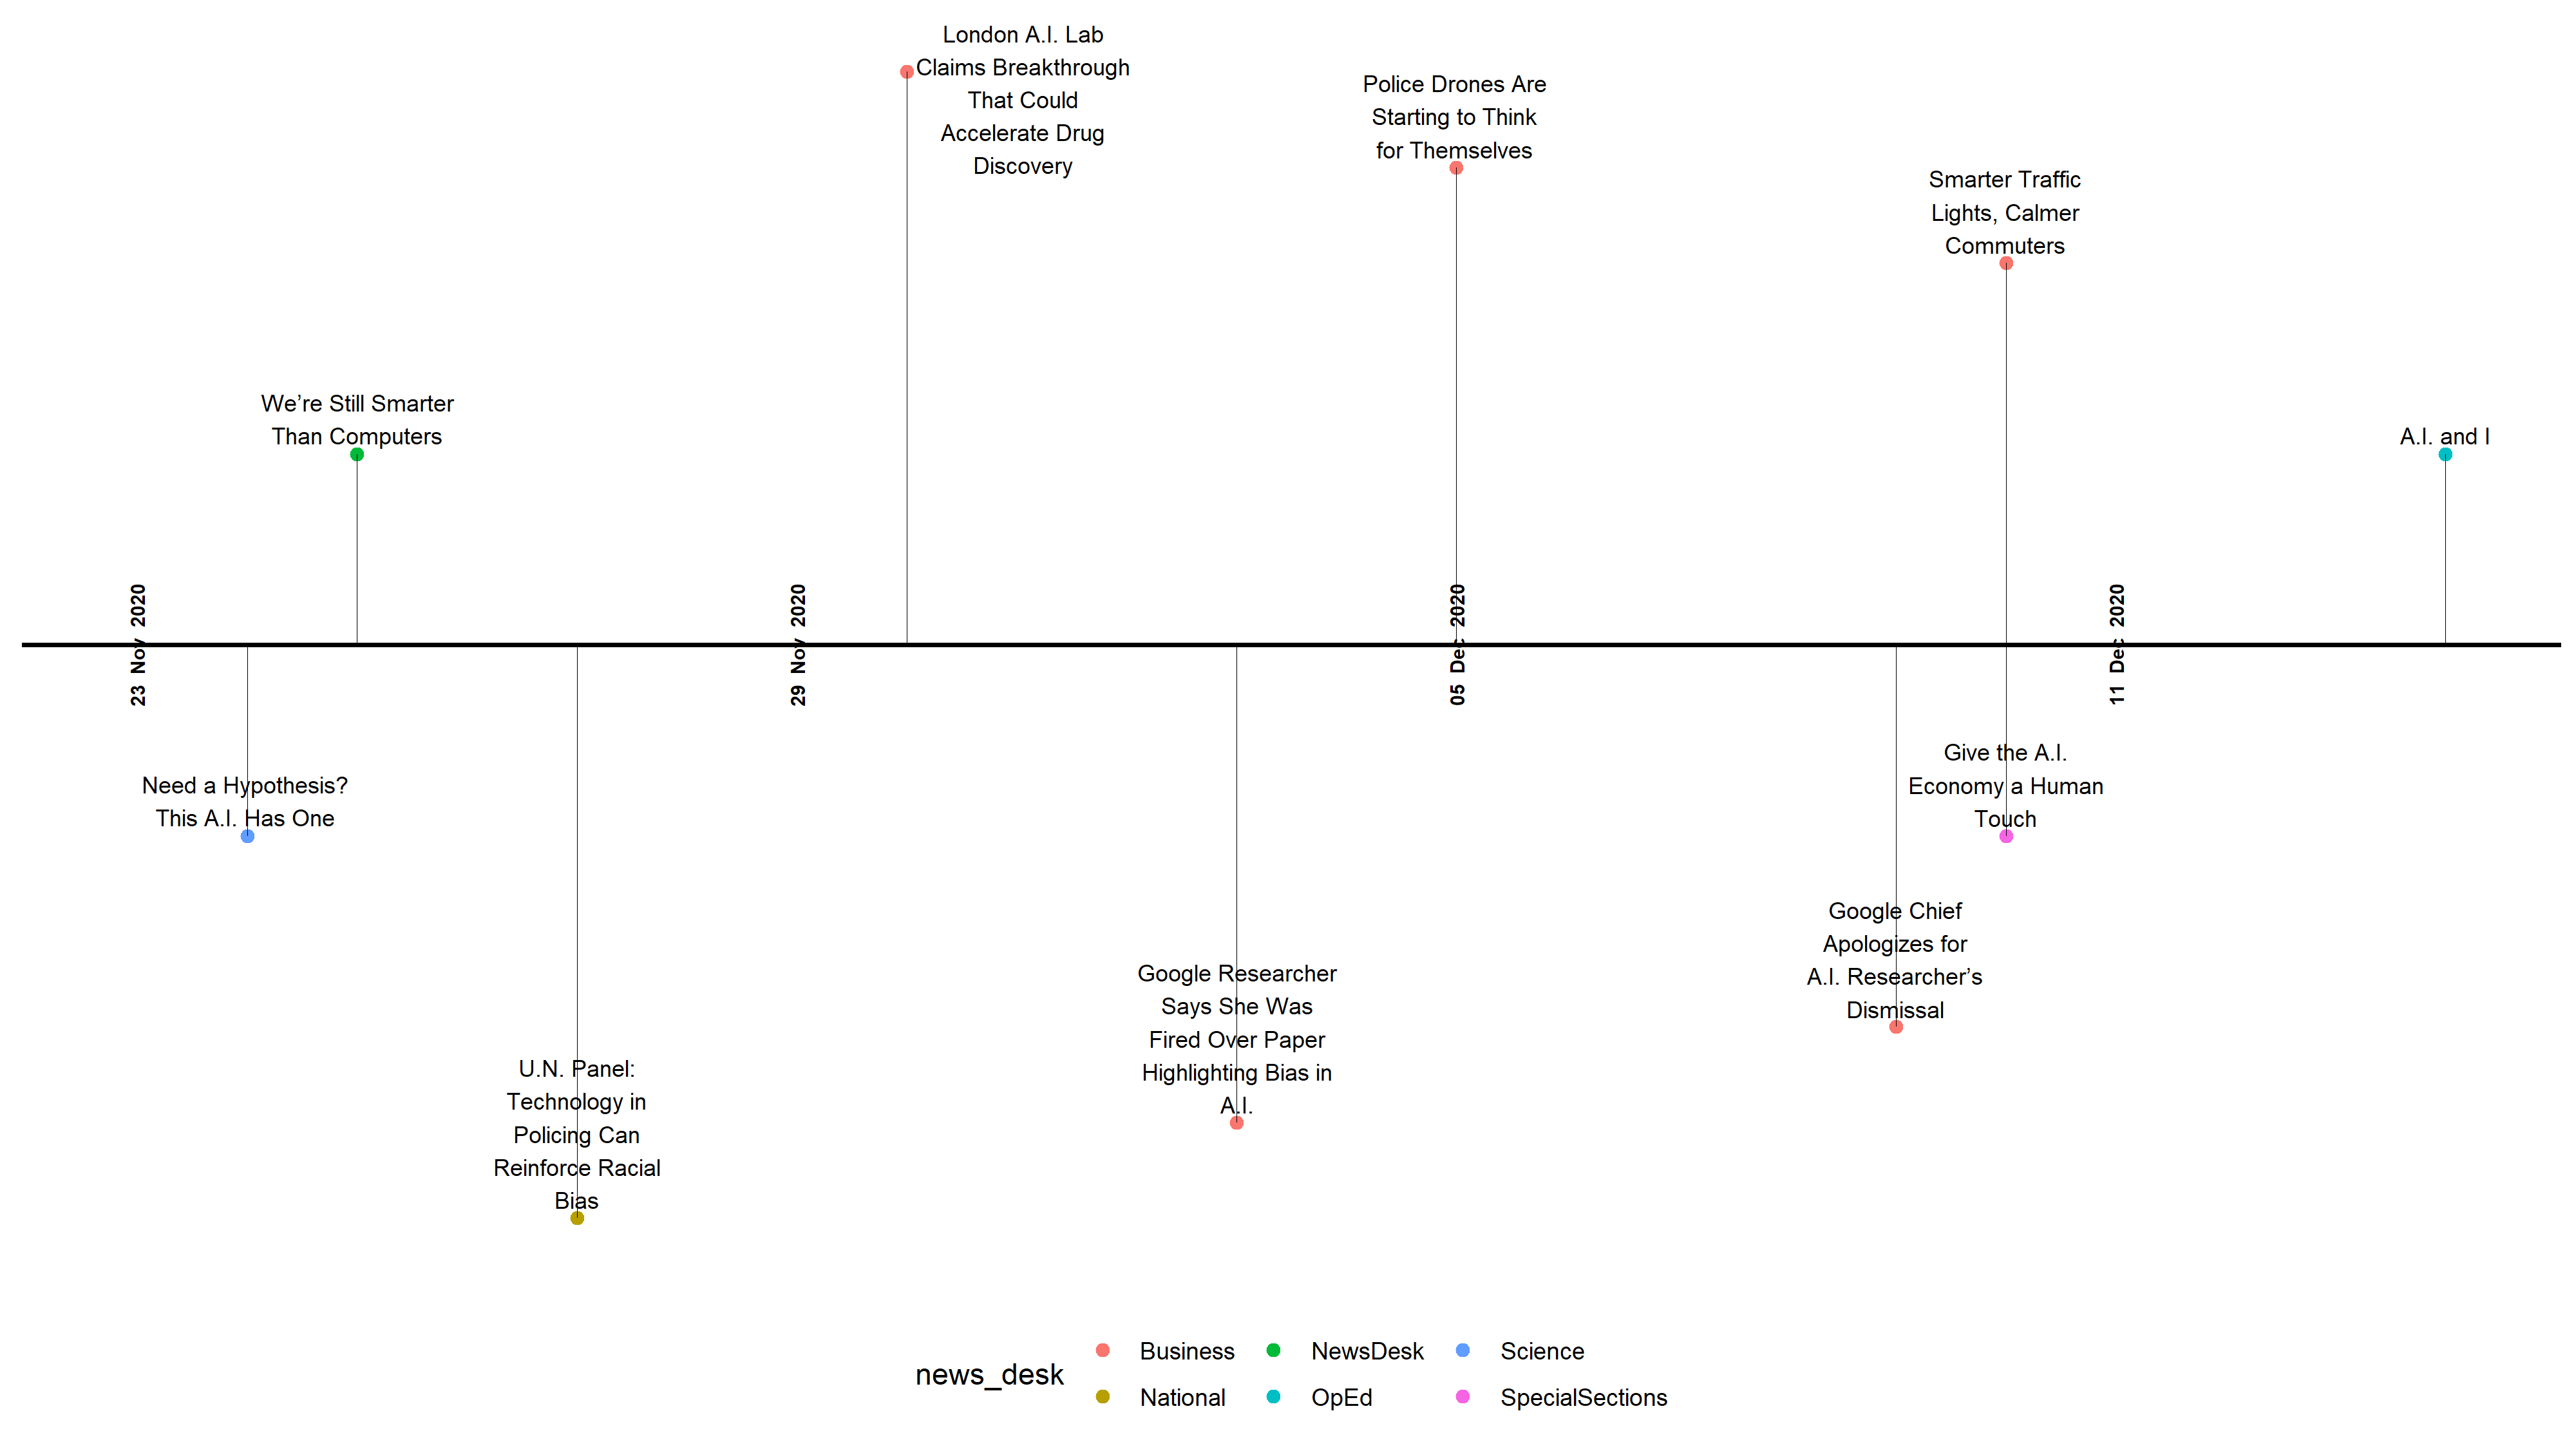 London A.I. Lab
Claims Breakthrough
That Could
Accelerate Drug
Discovery
Police Drones Are
Starting to Think
for Themselves
Smarter Traffic
Lights, Calmer
Commuters
We’re Still Smarter
Than Computers
A.I. and I
23 Nov 2020
29 Nov 2020
05 Dec 2020
11 Dec 2020
Need a Hypothesis?
This A.I. Has One
Give the A.I.
Economy a Human
Touch
Google Chief
Apologizes for
A.I. Researcher’s
Dismissal
Google Researcher
Says She Was
Fired Over Paper
Highlighting Bias in
A.I.
U.N. Panel:
Technology in
Policing Can
Reinforce Racial
Bias
news_desk
Business
NewsDesk
Science
National
OpEd
SpecialSections